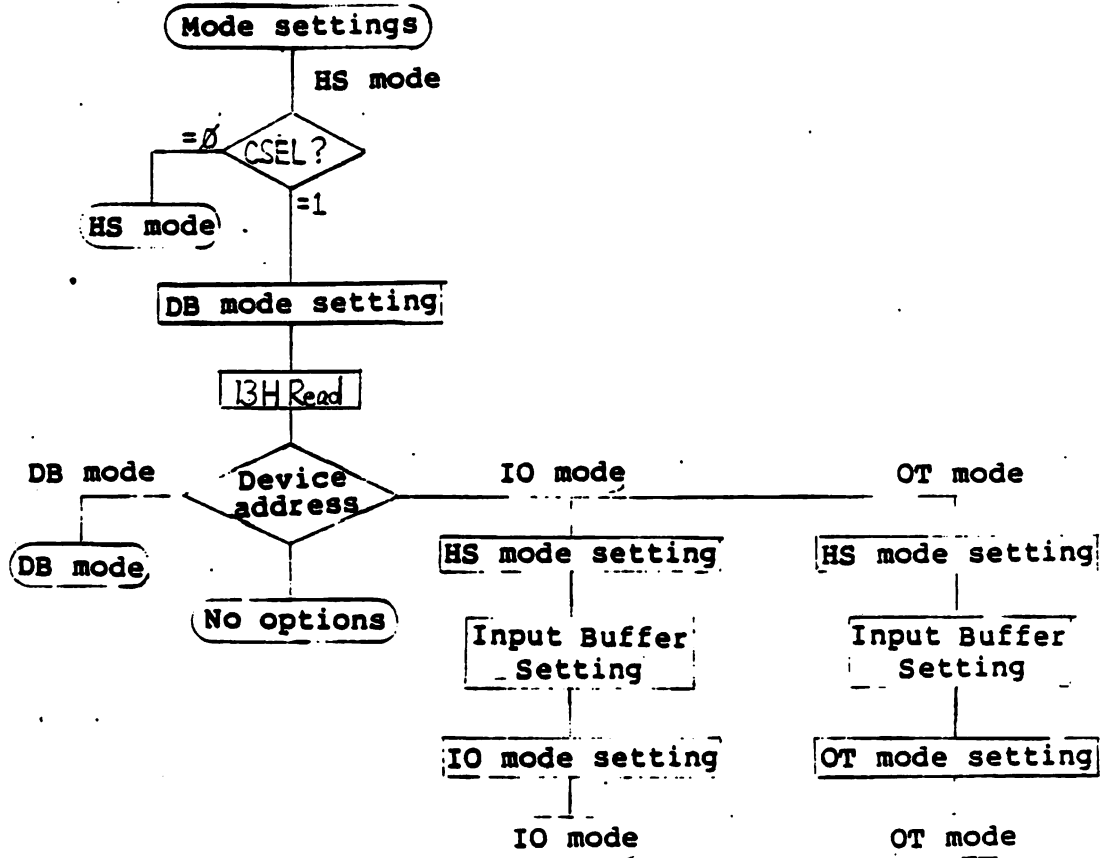 Mode settings
HS mode
=Ø
CSEL?
=1
HS mode
DB mode setting
13H Read
DB mode
Device
address
IO mode
OT mode
DB mode
No options
HS mode setting
HS mode setting
Input Buffer
Setting
Input Buffer
Setting
IO mode setting
OT mode setting
IO mode
OT mode